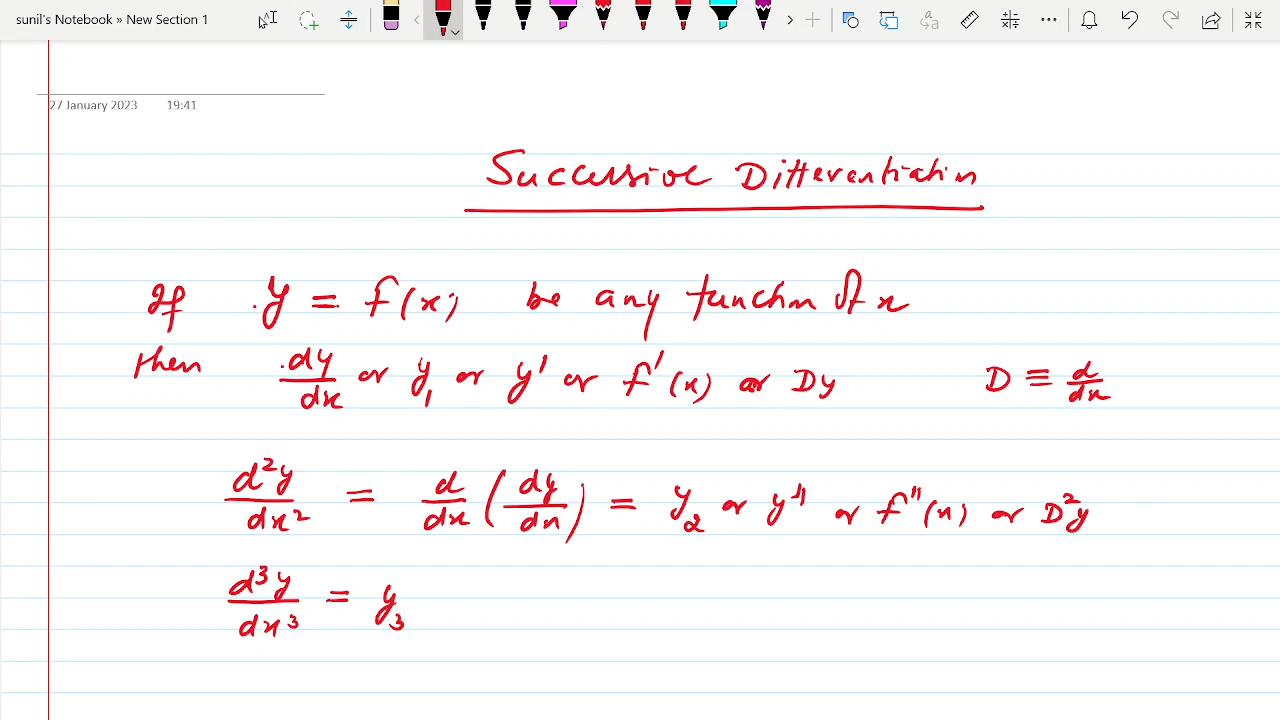 sunil's Notebook » New Section 1
27 January 2023 19:41
Successive Differentiation
If y = f(x); be any function of x
then dy/dx or y₁ or y' or f'(x) or Dy D ≡ d/dx
d²y/dx² = d/dx (dy/dx) = y₂ or y'' or f''(x) or D²y
d³y/dx³ = y₃